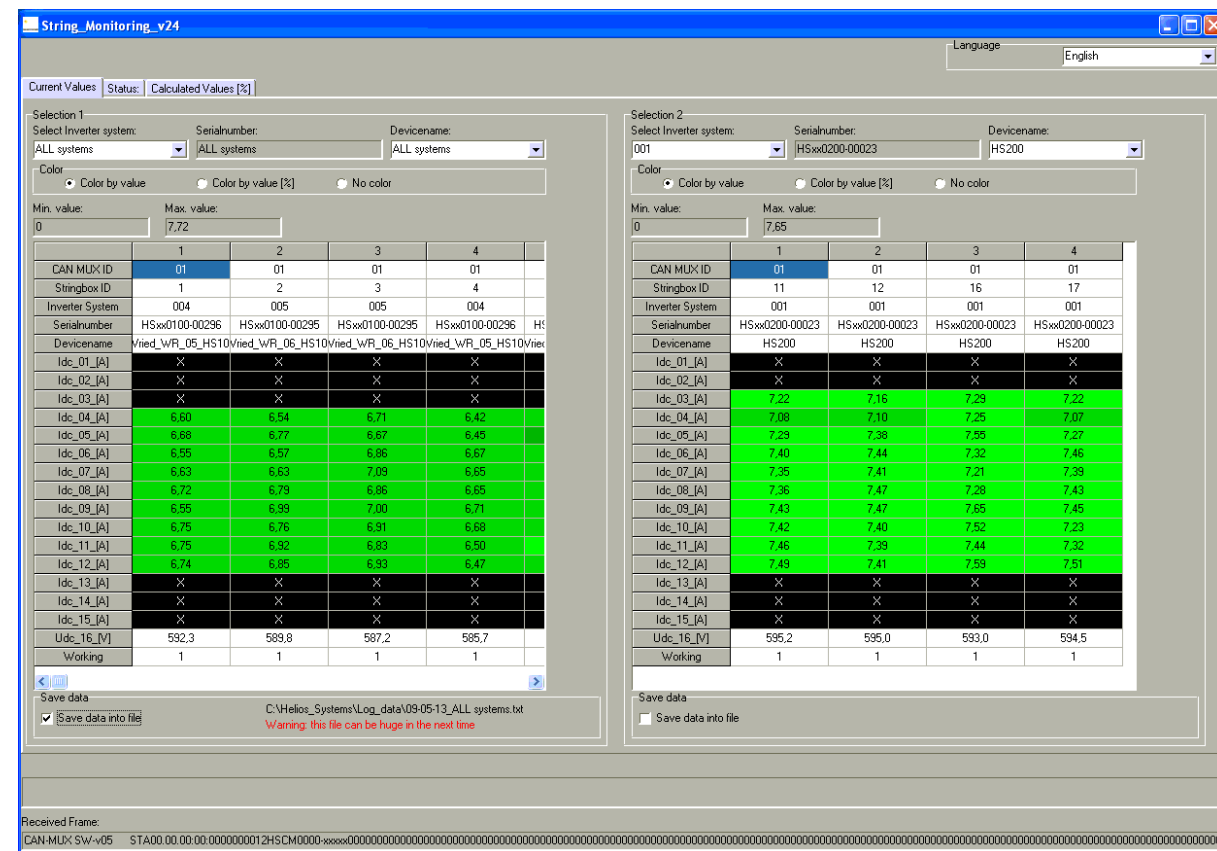 String_Monitoring_v24
Language
English
Current Values Status: Calculated Values [%]
Selection 1
Select Inverter system: Serialnumber: Devicename:
ALL systems ALL systems ALL systems
Color
Color by value Color by value [%] No color
Min. value: Max. value:
0 7,72
1 2 3 4
CAN MUX ID 01 01 01 01
Stringbox ID 1 2 3 4
Inverter System 004 005 005 004
Serialnumber HSxx0100-00296 HSxx0100-00295 HSxx0100-00295 HSxx0100-00296 HS
Devicename Vried_WR_05_HS10 Vried_WR_06_HS10 Vried_WR_06_HS10 Vried_WR_05_HS10 Vried
Idc_01_[A] X X X X
Idc_02_[A] X X X X
Idc_03_[A] X X X X
Idc_04_[A] 6,60 6,54 6,71 6,42
Idc_05_[A] 6,68 6,77 6,67 6,45
Idc_06_[A] 6,55 6,57 6,86 6,67
Idc_07_[A] 6,63 6,63 7,09 6,65
Idc_08_[A] 6,72 6,79 6,86 6,65
Idc_09_[A] 6,55 6,99 7,00 6,71
Idc_10_[A] 6,75 6,76 6,91 6,68
Idc_11_[A] 6,75 6,92 6,83 6,50
Idc_12_[A] 6,74 6,85 6,93 6,47
Idc_13_[A] X X X X
Idc_14_[A] X X X X
Idc_15_[A] X X X X
Udc_16_[V] 592,3 589,8 587,2 585,7
Working 1 1 1 1
Save data
Save data into file
C:\Helios_Systems\Log_data\09-05-13_ALL systems.txt
Warning: this file can be huge in the next time
Selection 2
Select Inverter system: Serialnumber: Devicename:
001 HSxx0200-00023 HS200
Color
Color by value Color by value [%] No color
Min. value: Max. value:
0 7,65
1 2 3 4
CAN MUX ID 01 01 01 01
Stringbox ID 11 12 16 17
Inverter System 001 001 001 001
Serialnumber HSxx0200-00023 HSxx0200-00023 HSxx0200-00023 HSxx0200-00023
Devicename HS200 HS200 HS200 HS200
Idc_01_[A] X X X X
Idc_02_[A] X X X X
Idc_03_[A] 7,22 7,16 7,29 7,22
Idc_04_[A] 7,08 7,10 7,25 7,07
Idc_05_[A] 7,29 7,38 7,55 7,27
Idc_06_[A] 7,40 7,44 7,32 7,46
Idc_07_[A] 7,35 7,41 7,21 7,39
Idc_08_[A] 7,36 7,47 7,28 7,43
Idc_09_[A] 7,43 7,47 7,65 7,45
Idc_10_[A] 7,42 7,40 7,52 7,23
Idc_11_[A] 7,46 7,39 7,44 7,32
Idc_12_[A] 7,49 7,41 7,59 7,51
Idc_13_[A] X X X X
Idc_14_[A] X X X X
Idc_15_[A] X X X X
Udc_16_[V] 595,2 595,0 593,0 594,5
Working 1 1 1 1
Save data
Save data into file
Received Frame:
CAN-MUX SW-v05